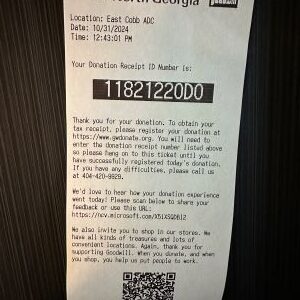 North Georgia
Location: East Cobb ADC
Date: 10/31/2024
Time: 12:43:01 PM
Your Donation Receipt ID Number is:
11821220D0
Thank you for your donation. To obtain your
tax receipt, please register your donation at
https://www.gwdonate.org. You will need to
enter the donation receipt number listed above
so please hang on to this ticket until you
have successfully registered today's donation.
If you have any difficulties, please call us
at 404-420-9929.
We'd love to hear how your donation experience
went today! Please scan below to share your
feedback or use this URL:
We also invite you to shop in our stores. We
have all kinds of treasures and lots of
convenient locations. Again, thank you for
supporting Goodwill. When you donate, and when
you shop, you help us put people to work.